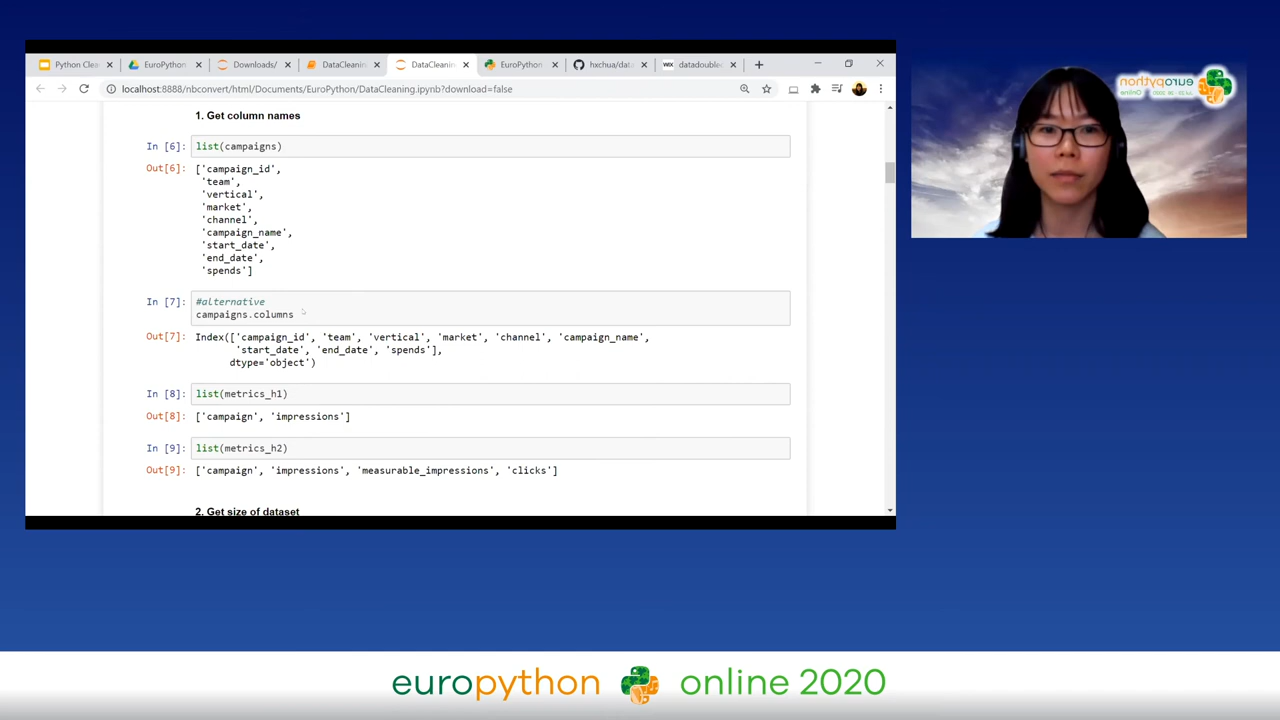 Python Clea
EuroPython
Downloads/
DataCleanin
DataCleanin
EuroPython
hxchua/data
WIX datadoubled
localhost:8888/nbconvert/html/Documents/EuroPython/DataCleaning.ipynb?download=false
1. Get column names
In [6]: list(campaigns)
Out[6]: ['campaign_id',
'team',
'vertical',
'market',
'channel',
'campaign_name',
'start_date',
'end_date',
'spends']
In [7]: #alternative
campaigns.columns
Out[7]: Index(['campaign_id', 'team', 'vertical', 'market', 'channel', 'campaign_name',
'start_date', 'end_date', 'spends'],
dtype='object')
In [8]: list(metrics_h1)
Out[8]: ['campaign', 'impressions']
In [9]: list(metrics_h2)
Out[9]: ['campaign', 'impressions', 'measurable_impressions', 'clicks']
2. Get size of dataset
europython
europython online 2020